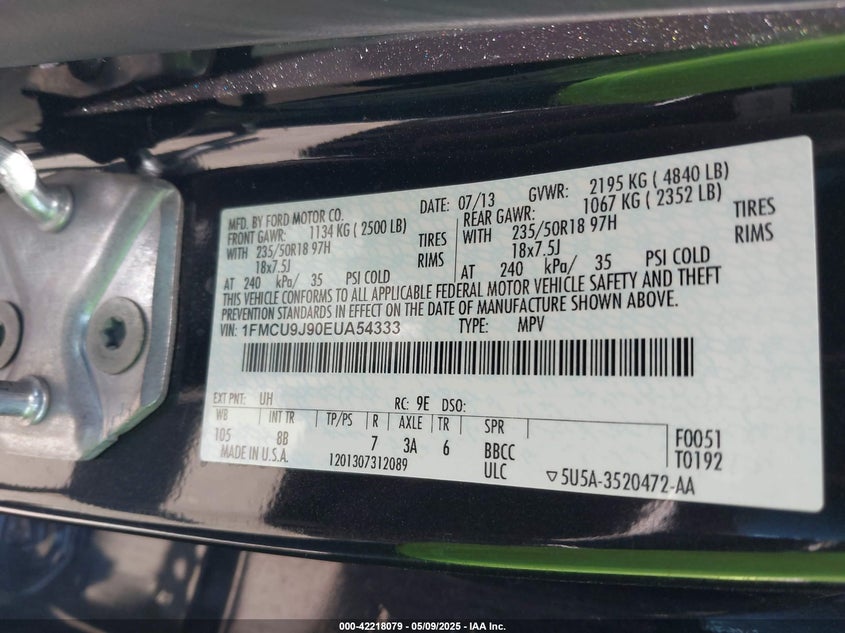 MFD. BY FORD MOTOR CO. DATE: 07/13 GVWR: 2195 KG ( 4840 LB)
FRONT GAWR: 1134 KG ( 2500 LB) REAR GAWR: 1067 KG ( 2352 LB)
WITH 235/50R18 97H TIRES WITH 235/50R18 97H TIRES
18x7.5J RIMS 18x7.5J RIMS
AT 240 kPa/ 35 PSI COLD AT 240 kPa/ 35 PSI COLD
THIS VEHICLE CONFORMS TO ALL APPLICABLE FEDERAL MOTOR VEHICLE SAFETY AND THEFT
PREVENTION STANDARDS IN EFFECT ON THE DATE OF MANUFACTURE SHOWN ABOVE.
VIN: 1FMCU9J90EUA54333 TYPE: MPV
EXT PNT: UH RC: 9E DSO:
WB INT TR TP/PS R AXLE TR SPR
105 8B 7 3A 6 BBCC F0051
MADE IN U.S.A. 1201307312089 ULC T0192
▽5U5A-3520472-AA
000-42218079 - 05/09/2025 - IAA Inc.